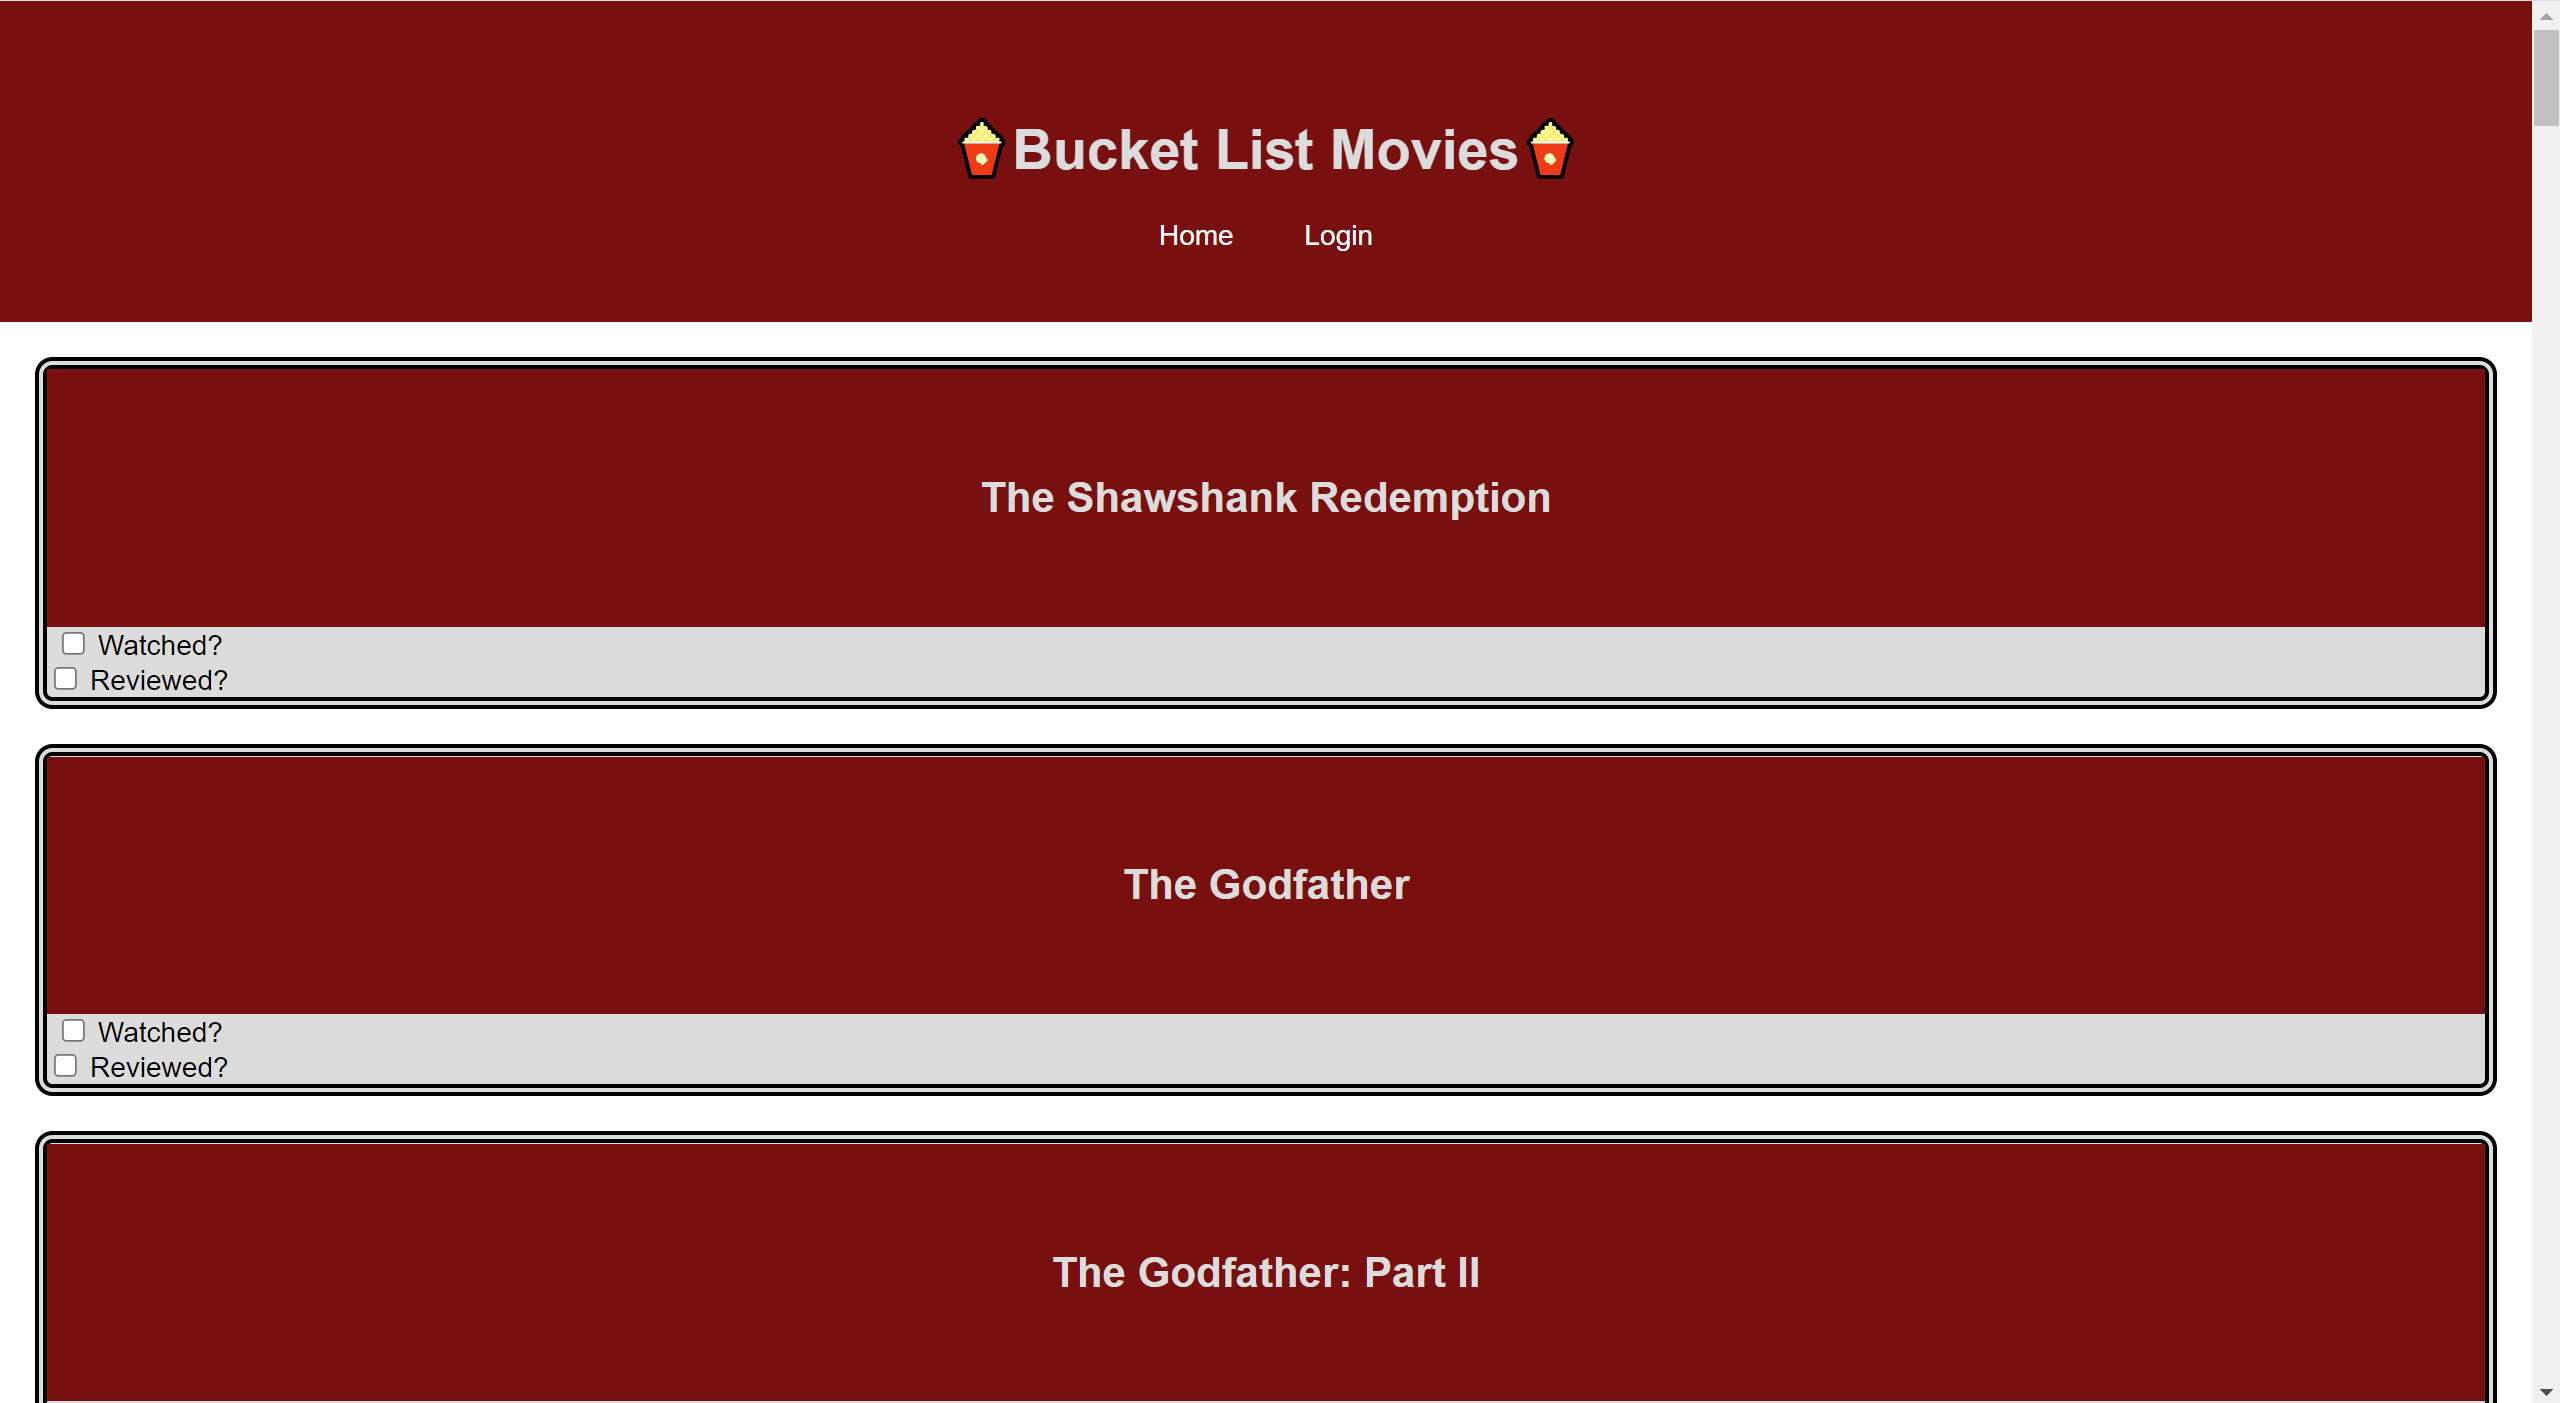 Bucket List Movies
Home Login
The Shawshank Redemption
Watched?
Reviewed?
The Godfather
Watched?
Reviewed?
The Godfather: Part II